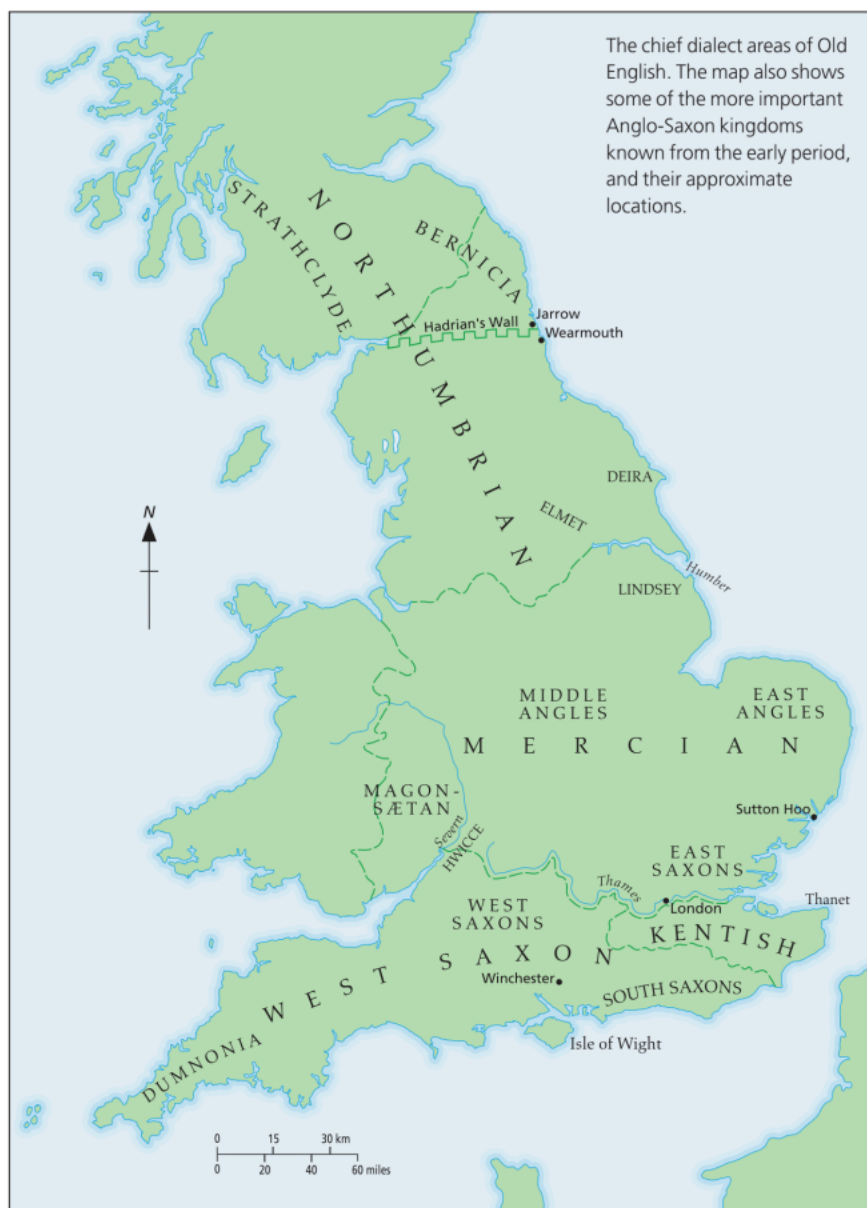 The chief dialect areas of Old
English. The map also shows
some of the more important
Anglo-Saxon kingdoms
known from the early period,
and their approximate
locations.
STRATHCLYDE
NORTHUMBRIAN
BERNICIA
Jarrow
Hadrian's Wall
Wearmouth
DEIRA
ELMET
N
Humber
LINDSEY
MIDDLE
ANGLES
EAST
ANGLES
MERCIAN
MAGON-
SÆTAN
Sutton Hoo
Severn
HWICCE
EAST
SAXONS
Thames
Thanet
London
WEST
SAXONS
KENTISH
WEST SAXON
Winchester
SOUTH SAXONS
Isle of Wight
DUMNONIA
0 15 30 km
0 20 40 60 miles